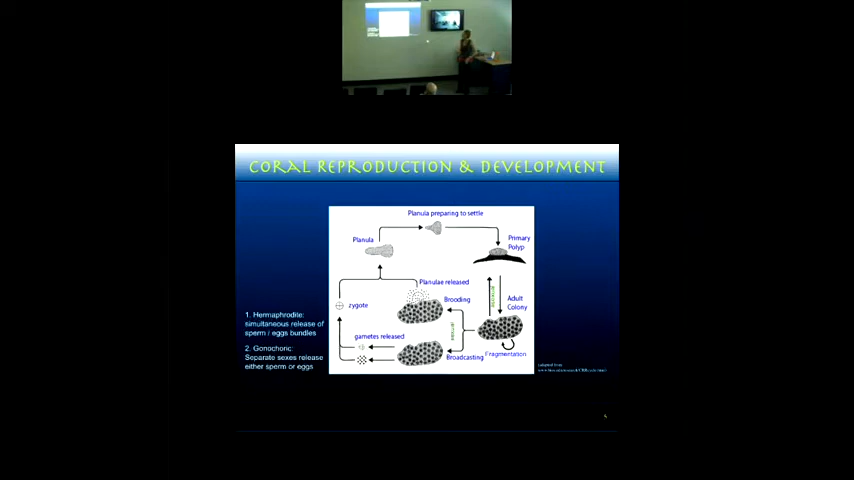 CORAL REPRODUCTION & DEVELOPMENT
Planula preparing to settle
Planula
Primary
Polyp
Planulae released
zygote
Brooding
Adult
Colony
1. Hermaphrodite:
simultaneous release of
sperm / eggs bundles
gametes released
2. Gonochoric:
Separate sexes release
either sperm or eggs
Broadcasting
Fragmentation